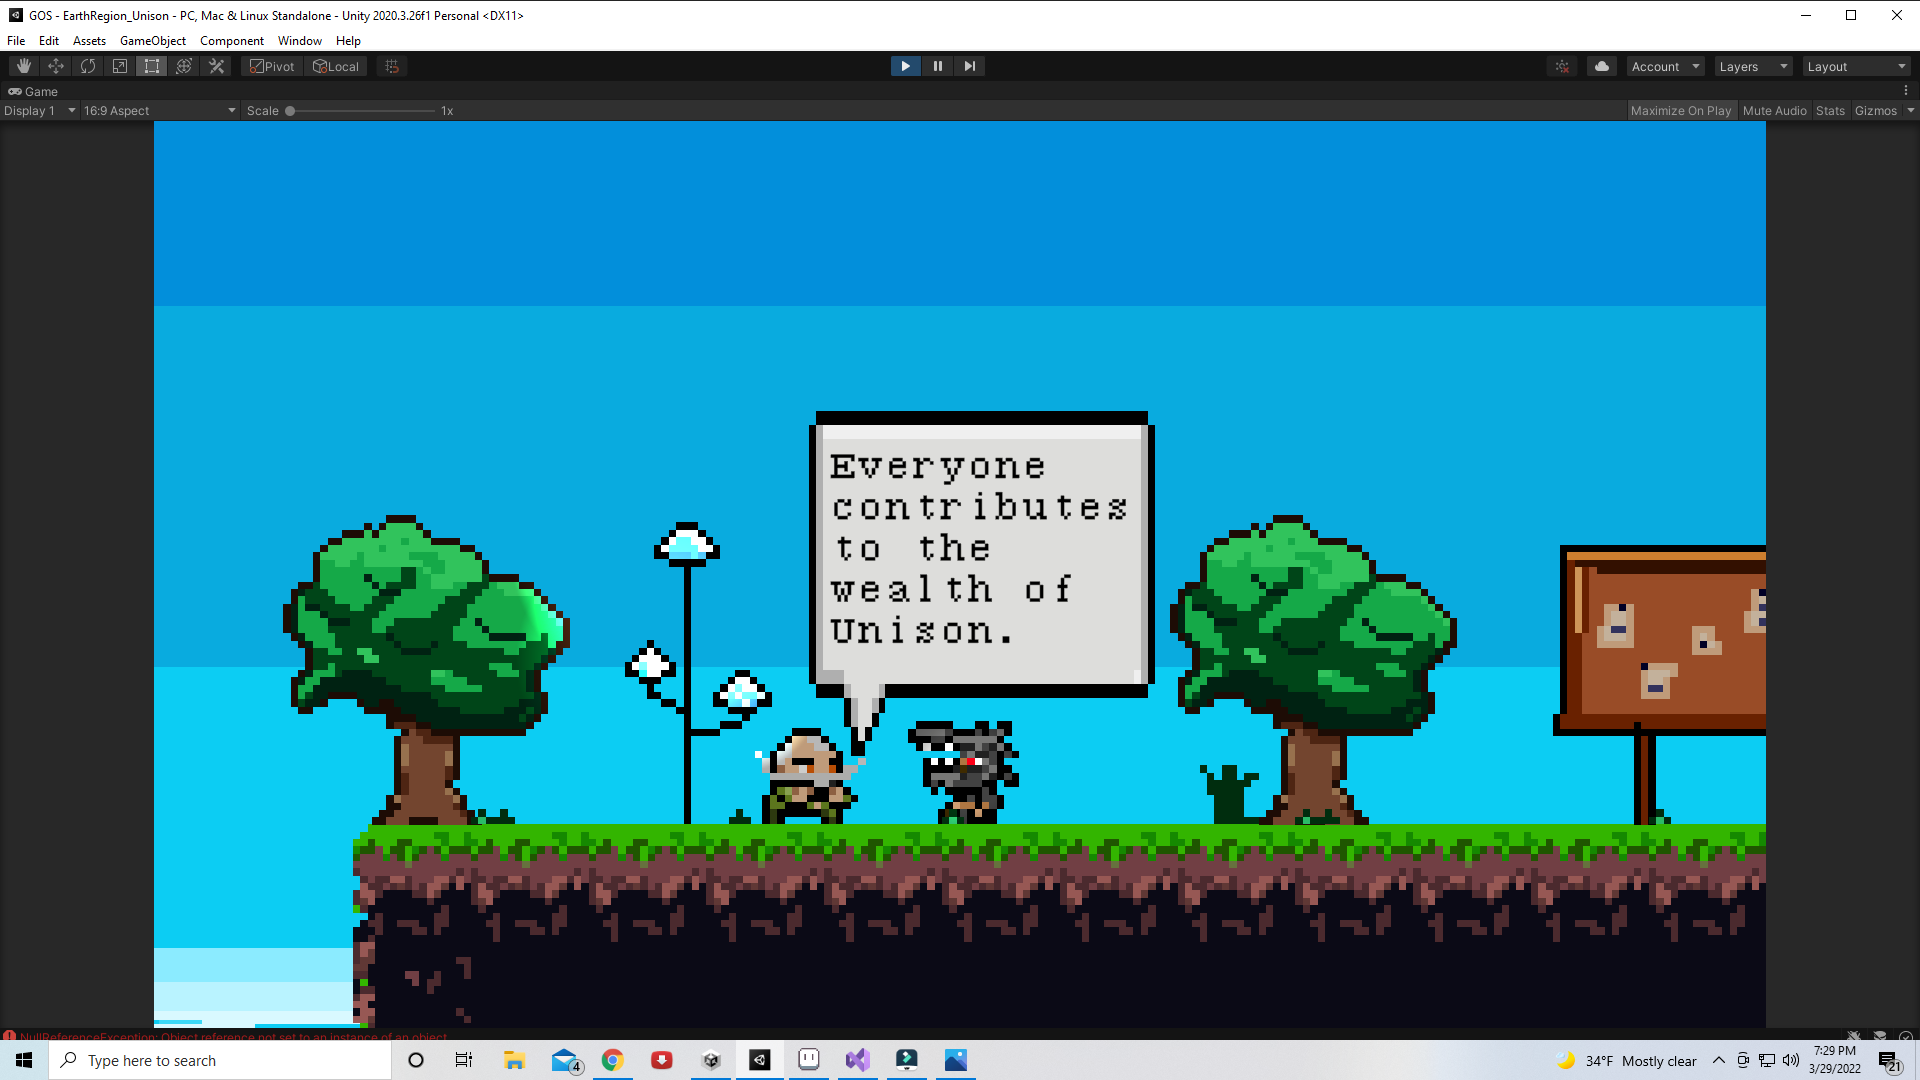 GOS - EarthRegion_Unison - PC, Mac & Linux Standalone - Unity 2020.3.26f1 Personal <DX11>
File Edit Assets GameObject Component Window Help
Pivot Local Account Layers Layout
Game
Display 1 16:9 Aspect Scale 1x Maximize On Play Mute Audio Stats Gizmos
Everyone
contributes
to the
wealth of
Unison.
NullReferenceException: Object reference not set to an instance of an object
Type here to search 4 34°F Mostly clear 7:29 PM
3/29/2022 21